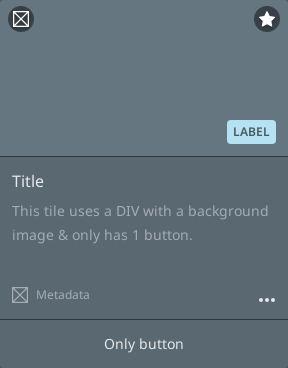 LABEL
Title
This tile uses a DIV with a background
image & only has 1 button.
Metadata
Only button